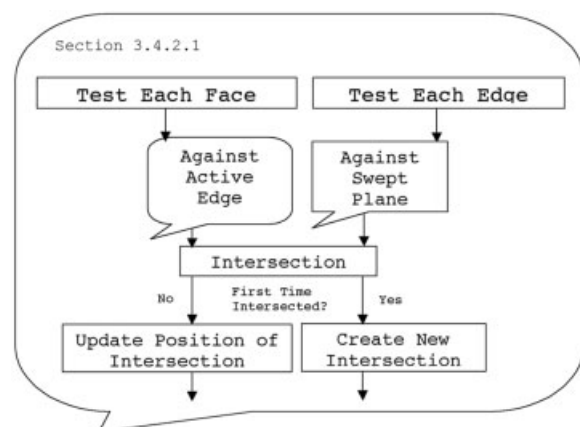 Section 3.4.2.1
Test Each Face
Test Each Edge
Against
Active
Edge
Against
Swept
Plane
Intersection
No
First Time
Intersected?
Yes
Update Position of
Intersection
Create New
Intersection